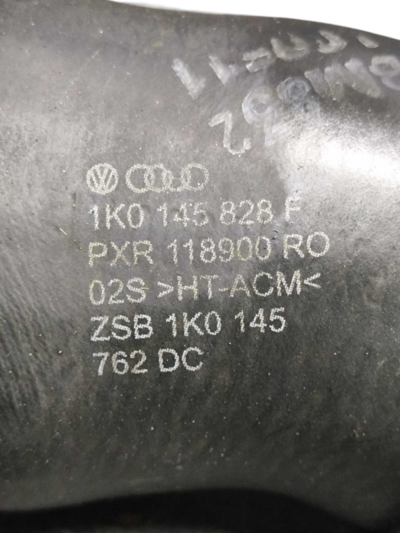 1K0 145 828 F
PXR 118900 RO
02S >HT-ACM<
ZSB 1K0 145
762 DC